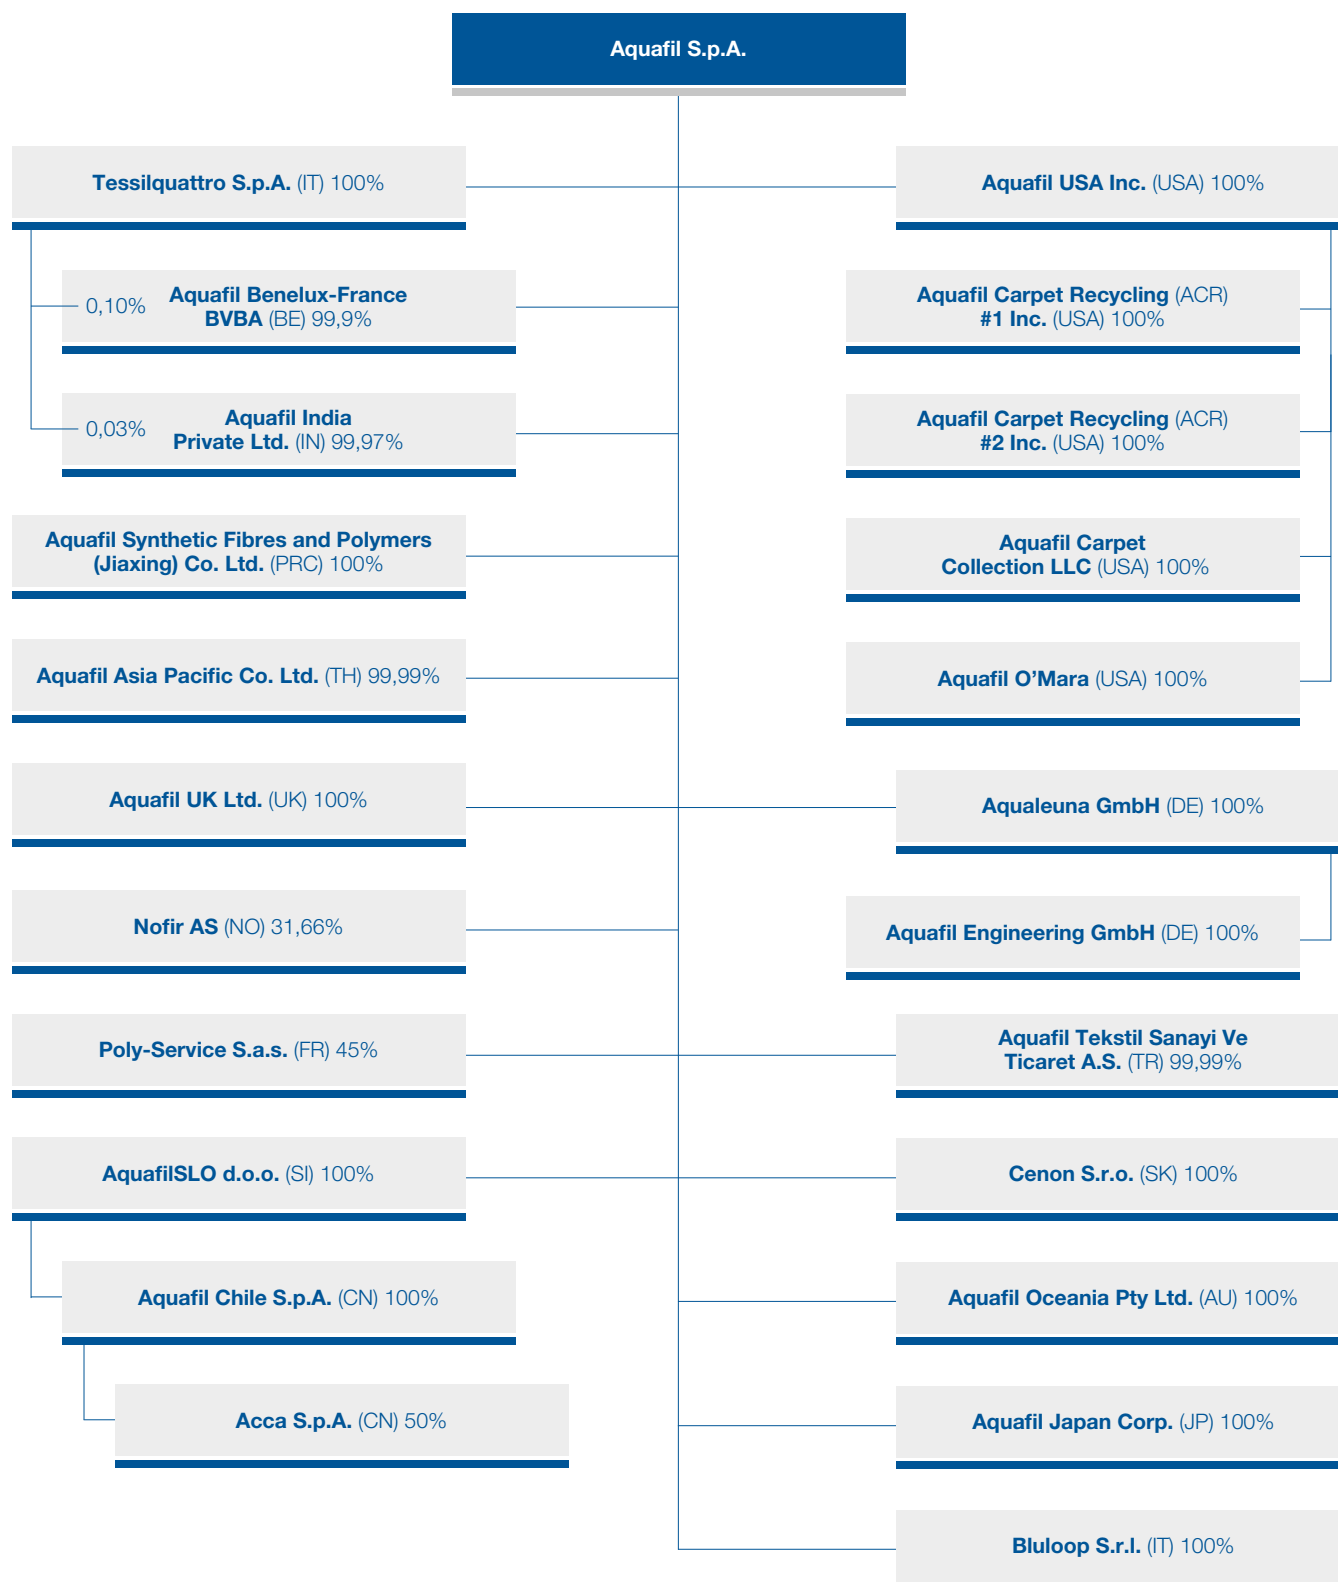 Aquafil S.p.A.
Tessilquattro S.p.A. (IT) 100%
0,10%
Aquafil Benelux-France
BVBA (BE) 99,9%
0,03%
Aquafil India
Private Ltd. (IN) 99,97%
Aquafil Synthetic Fibres and Polymers
(Jiaxing) Co. Ltd. (PRC) 100%
Aquafil Asia Pacific Co. Ltd. (TH) 99,99%
Aquafil UK Ltd. (UK) 100%
Nofir AS (NO) 31,66%
Poly-Service S.a.s. (FR) 45%
AquafilSLO d.o.o. (SI) 100%
Aquafil Chile S.p.A. (CN) 100%
Acca S.p.A. (CN) 50%
Aquafil USA Inc. (USA) 100%
Aquafil Carpet Recycling (ACR)
#1 Inc. (USA) 100%
Aquafil Carpet Recycling (ACR)
#2 Inc. (USA) 100%
Aquafil Carpet
Collection LLC (USA) 100%
Aquafil O’Mara (USA) 100%
Aqualeuna GmbH (DE) 100%
Aquafil Engineering GmbH (DE) 100%
Aquafil Tekstil Sanayi Ve
Ticaret A.S. (TR) 99,99%
Cenon S.r.o. (SK) 100%
Aquafil Oceania Pty Ltd. (AU) 100%
Aquafil Japan Corp. (JP) 100%
Bluloop S.r.l. (IT) 100%